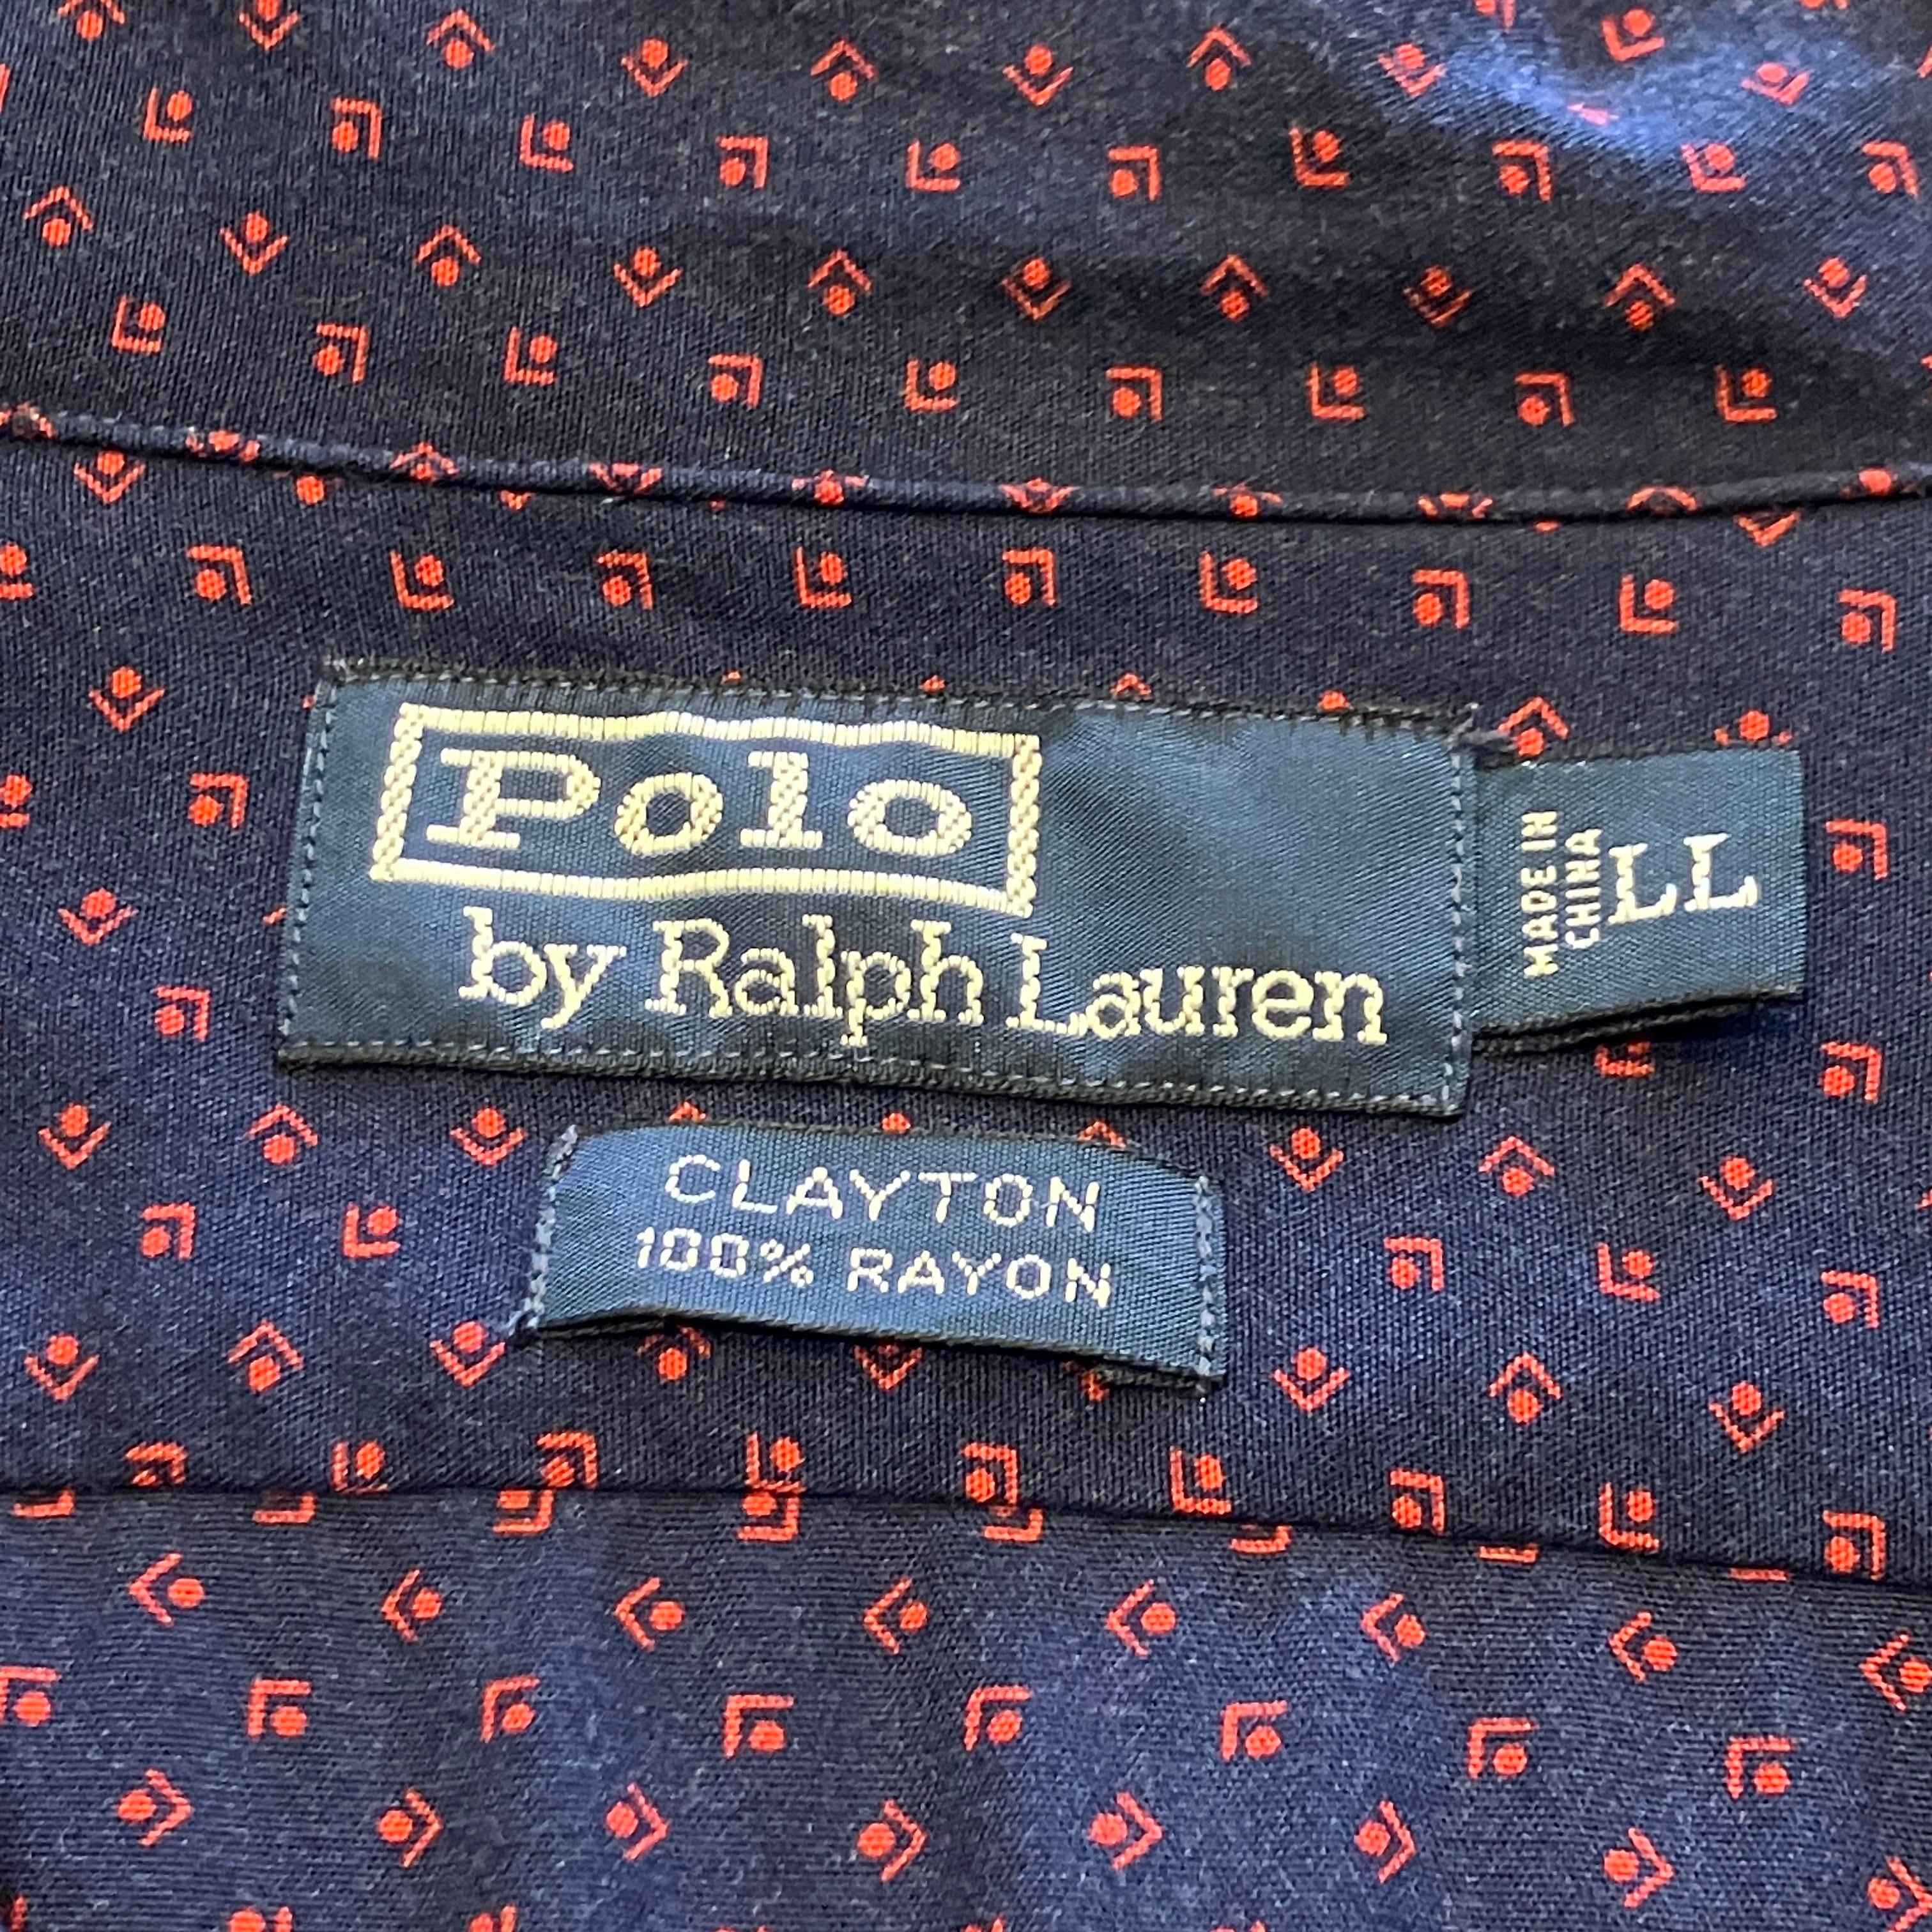 Polo
by Ralph Lauren
MADE IN
CHINA
LL
CLAYTON
100% RAYON